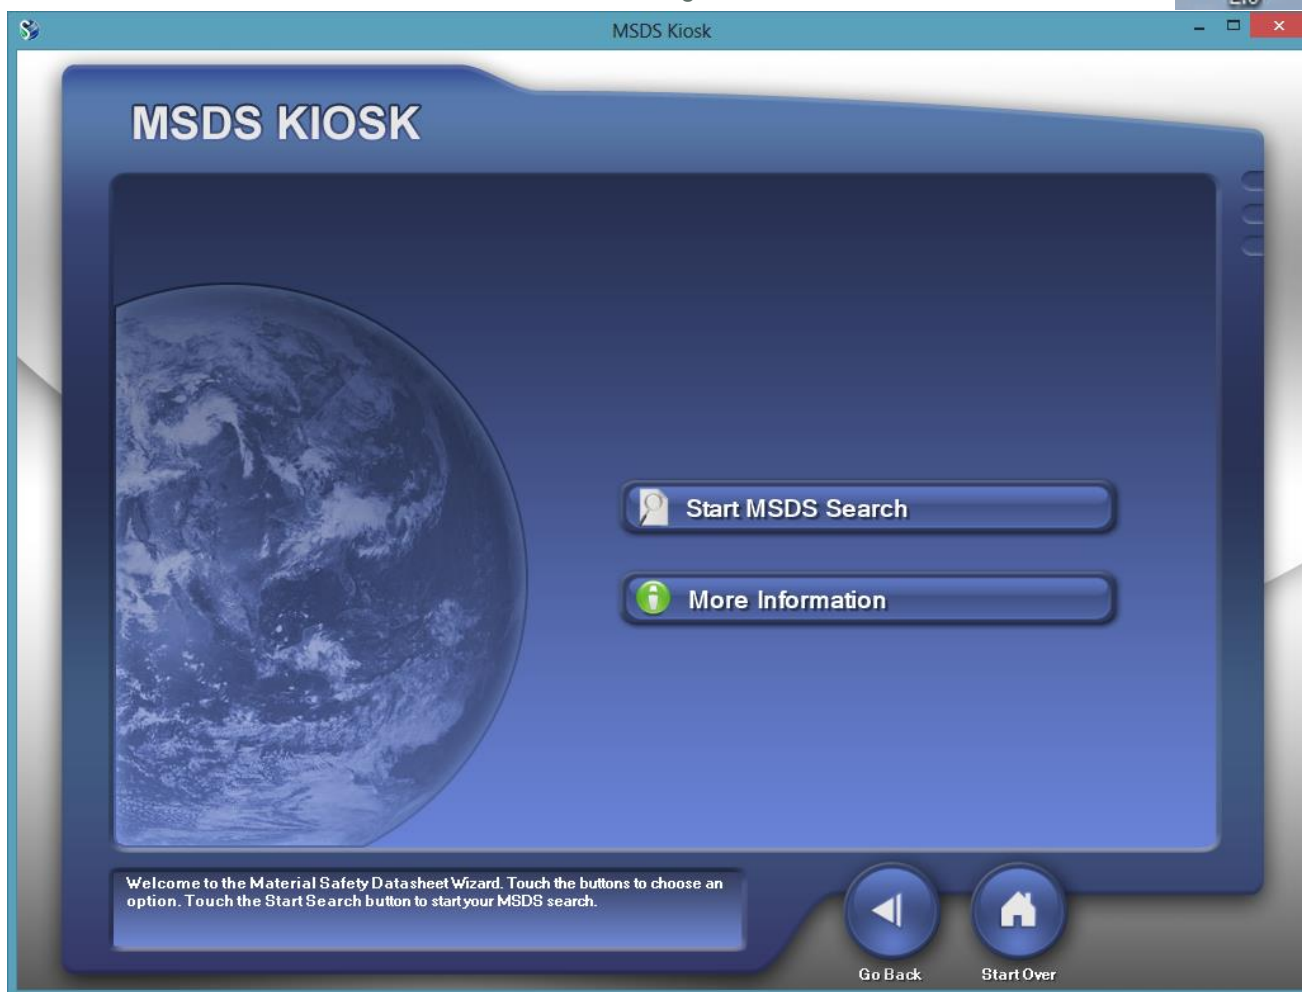 MSDS Kiosk
MSDS KIOSK
Start MSDS Search
More Information
Welcome to the Material Safety Datasheet Wizard. Touch the buttons to choose an
option. Touch the Start Search button to start your MSDS search.
Go Back
Start Over